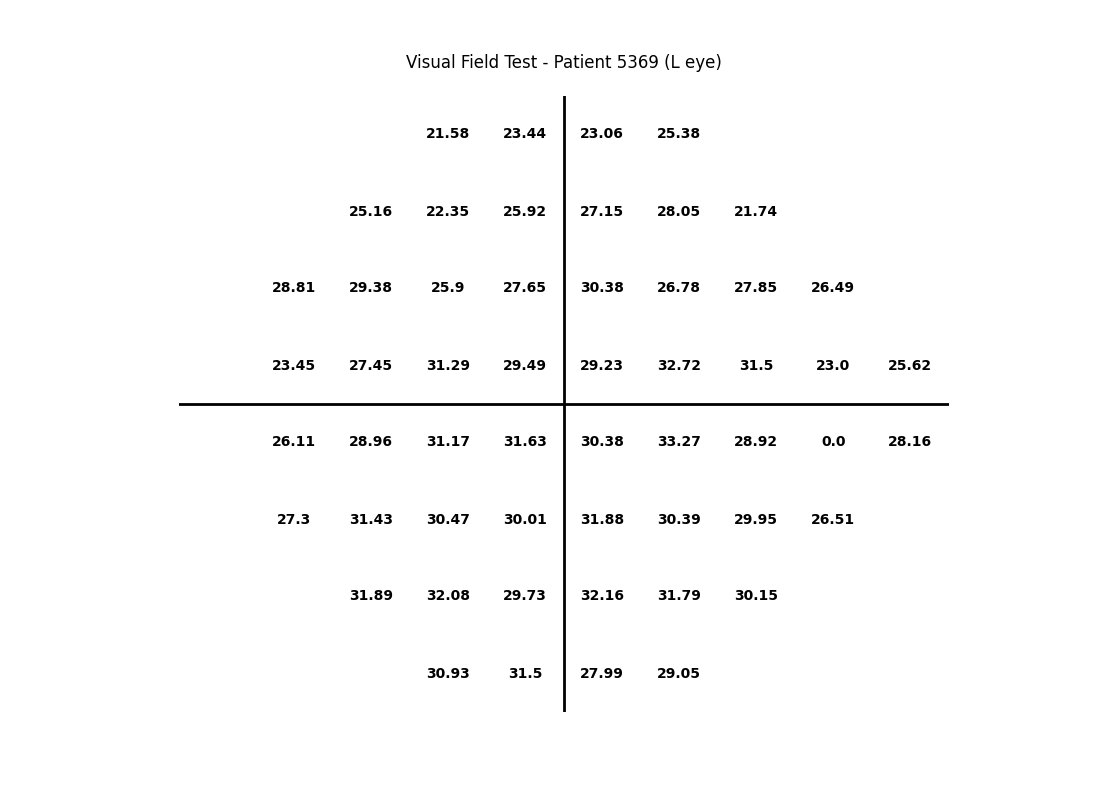 Visual Field Test - Patient 5369 (L eye)
21.58 23.44 23.06 25.38
25.16 22.35 25.92 27.15 28.05 21.74
28.81 29.38 25.9 27.65 30.38 26.78 27.85 26.49
23.45 27.45 31.29 29.49 29.23 32.72 31.5 23.0 25.62
26.11 28.96 31.17 31.63 30.38 33.27 28.92 0.0 28.16
27.3 31.43 30.47 30.01 31.88 30.39 29.95 26.51
31.89 32.08 29.73 32.16 31.79 30.15
30.93 31.5 27.99 29.05